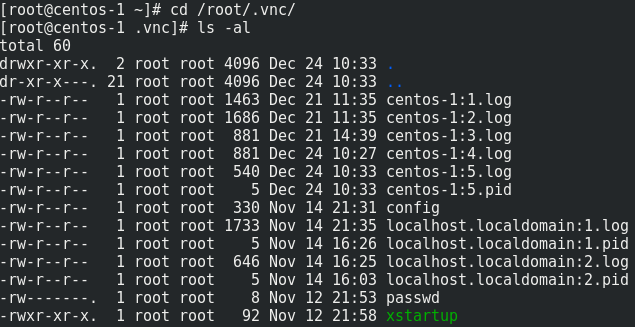 [root@centos-1 ~]# cd /root/.vnc/
[root@centos-1 .vnc]# ls -al
total 60
drwxr-xr-x.  2 root root 4096 Dec 24 10:33 .
dr-xr-x---. 21 root root 4096 Dec 24 10:33 ..
-rw-r--r--   1 root root 1463 Dec 21 11:35 centos-1:1.log
-rw-r--r--   1 root root 1686 Dec 21 11:35 centos-1:2.log
-rw-r--r--   1 root root  881 Dec 21 14:39 centos-1:3.log
-rw-r--r--   1 root root  881 Dec 24 10:27 centos-1:4.log
-rw-r--r--   1 root root  540 Dec 24 10:33 centos-1:5.log
-rw-r--r--   1 root root    5 Dec 24 10:33 centos-1:5.pid
-rw-r--r--   1 root root  330 Nov 14 21:31 config
-rw-r--r--   1 root root 1733 Nov 14 21:35 localhost.localdomain:1.log
-rw-r--r--   1 root root    5 Nov 14 16:26 localhost.localdomain:1.pid
-rw-r--r--   1 root root  646 Nov 14 16:25 localhost.localdomain:2.log
-rw-r--r--   1 root root    5 Nov 14 16:03 localhost.localdomain:2.pid
-rw-------.  1 root root    8 Nov 12 21:53 passwd
-rwxr-xr-x.  1 root root   92 Nov 12 21:58 xstartup